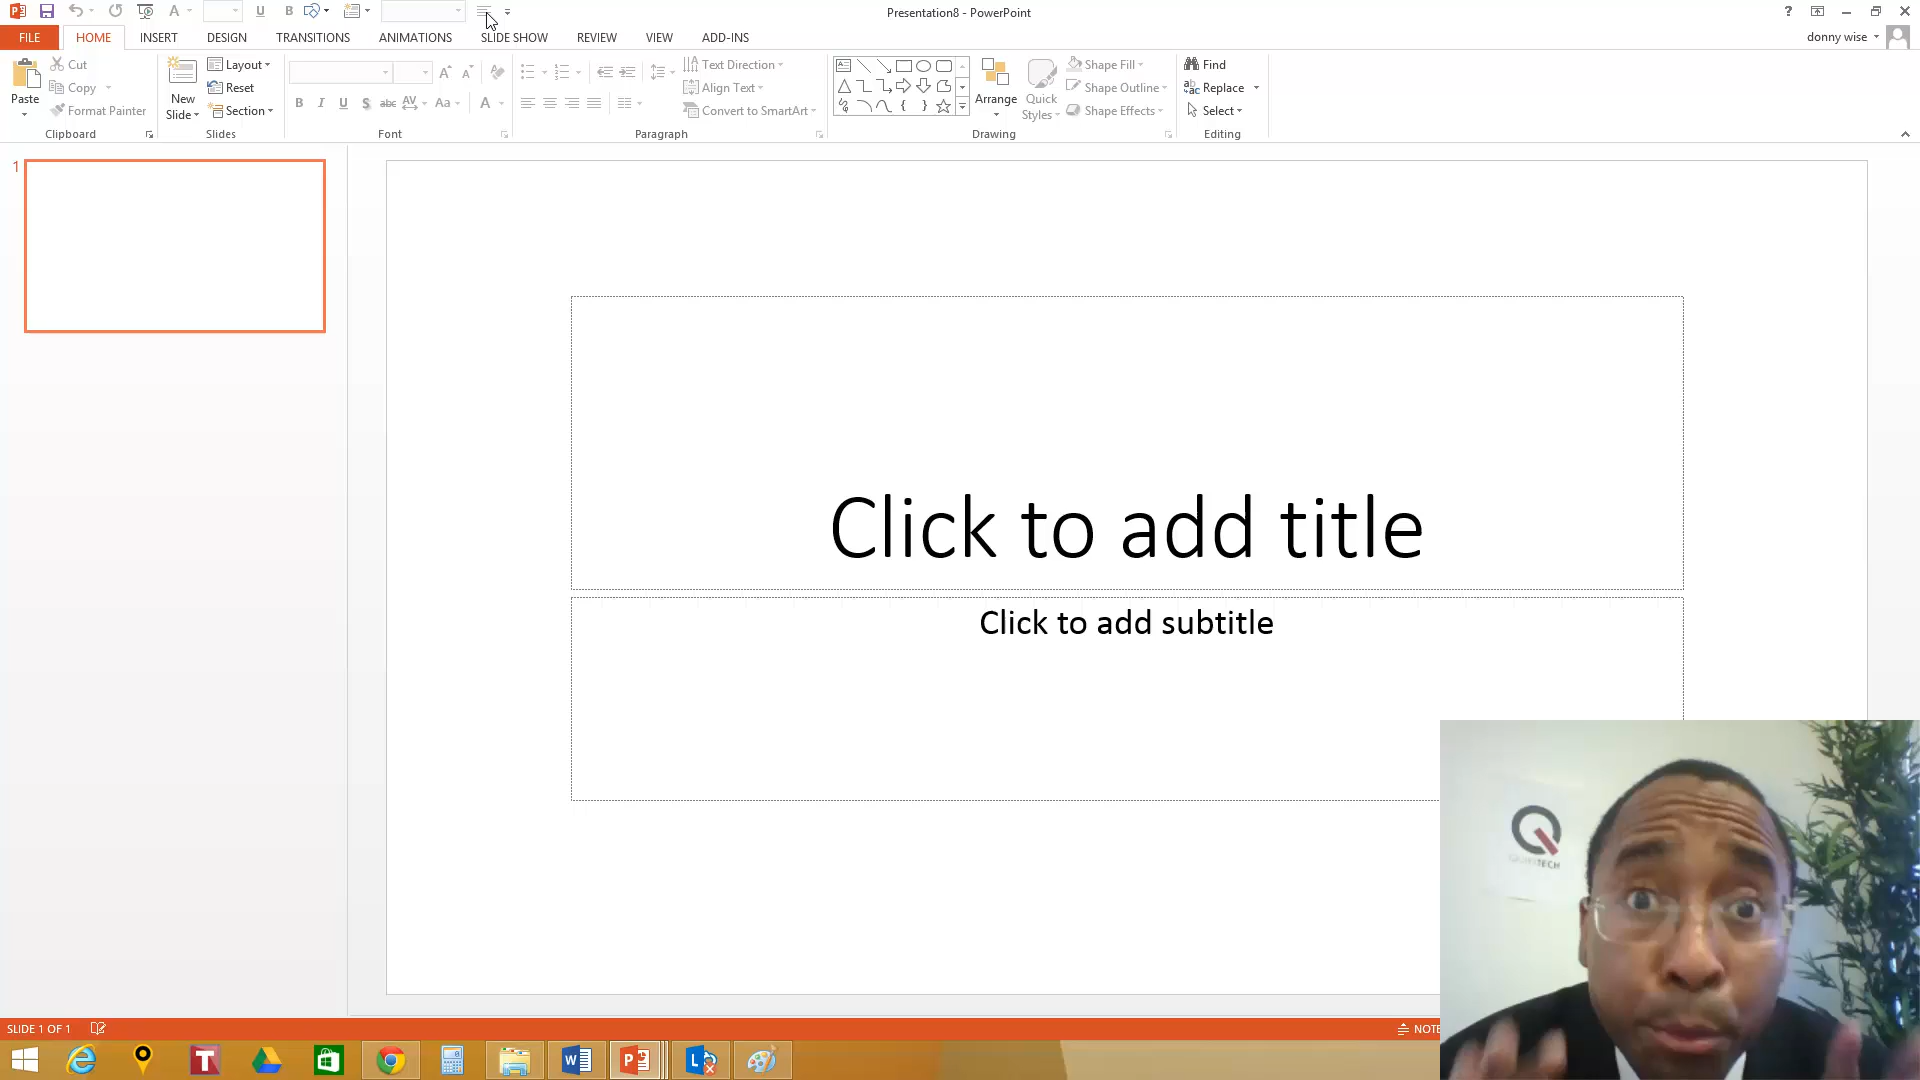 Presentation8 - PowerPoint
FILE
HOME
INSERT
DESIGN
TRANSITIONS
ANIMATIONS
SLIDE SHOW
REVIEW
VIEW
ADD-INS
donny wise
Paste
Cut
Copy
Format Painter
Clipboard
New
Slide
Layout
Reset
Section
Slides
Font
Text Direction
Align Text
Convert to SmartArt
Paragraph
Arrange
Quick
Styles
Shape Fill
Shape Outline
Shape Effects
Drawing
Find
Replace
Select
Editing
1
Click to add title
Click to add subtitle
SLIDE 1 OF 1
NOTE